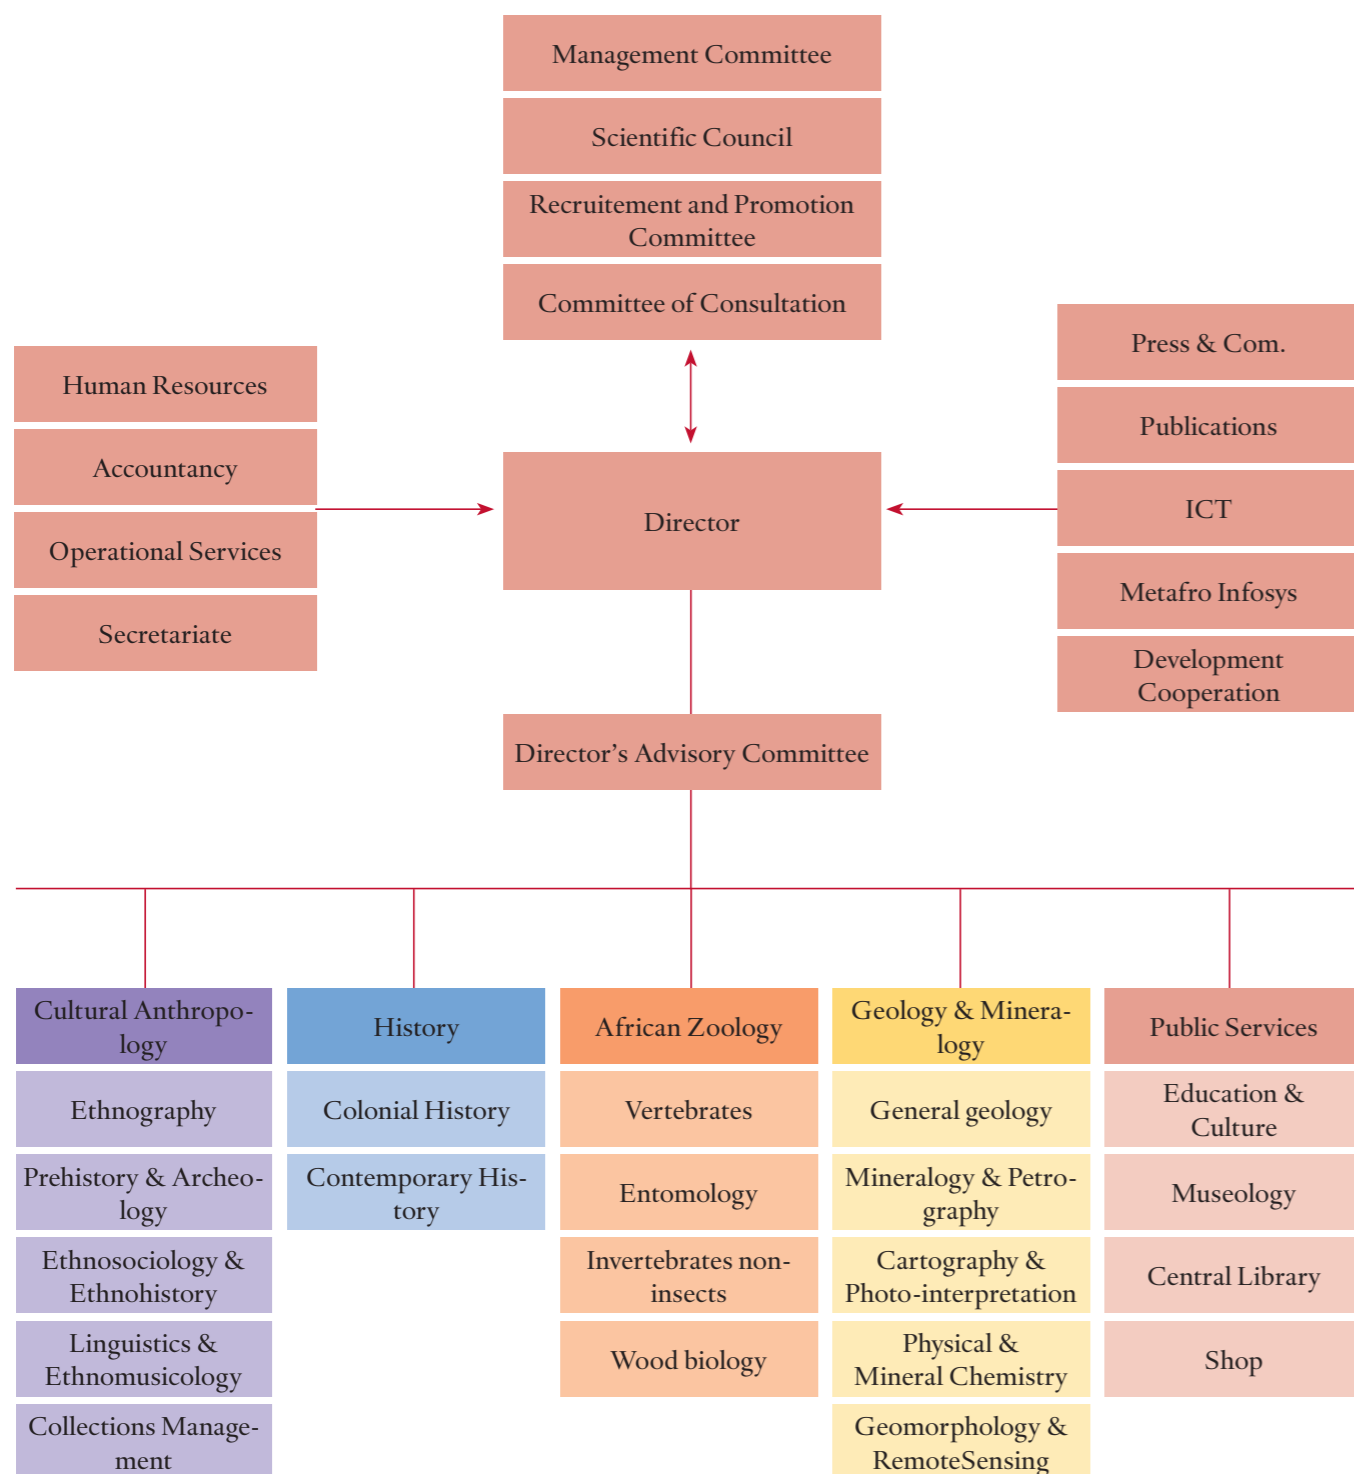 Management Committee
Scientific Council
Recruitement and Promotion
Committee
Committee of Consultation
Human Resources
Accountancy
Operational Services
Secretariate
Director
Press & Com.
Publications
ICT
Metafro Infosys
Development
Cooperation
Director’s Advisory Committee
Cultural Anthropo-
logy
Ethnography
Prehistory & Archeo-
logy
Ethnosociology &
Ethnohistory
Linguistics &
Ethnomusicology
Collections Manage-
ment
History
Colonial History
Contemporary His-
tory
African Zoology
Vertebrates
Entomology
Invertebrates non-
insects
Wood biology
Geology & Minera-
logy
General geology
Mineralogy & Petro-
graphy
Cartography &
Photo-interpretation
Physical &
Mineral Chemistry
Geomorphology &
RemoteSensing
Public Services
Education &
Culture
Museology
Central Library
Shop